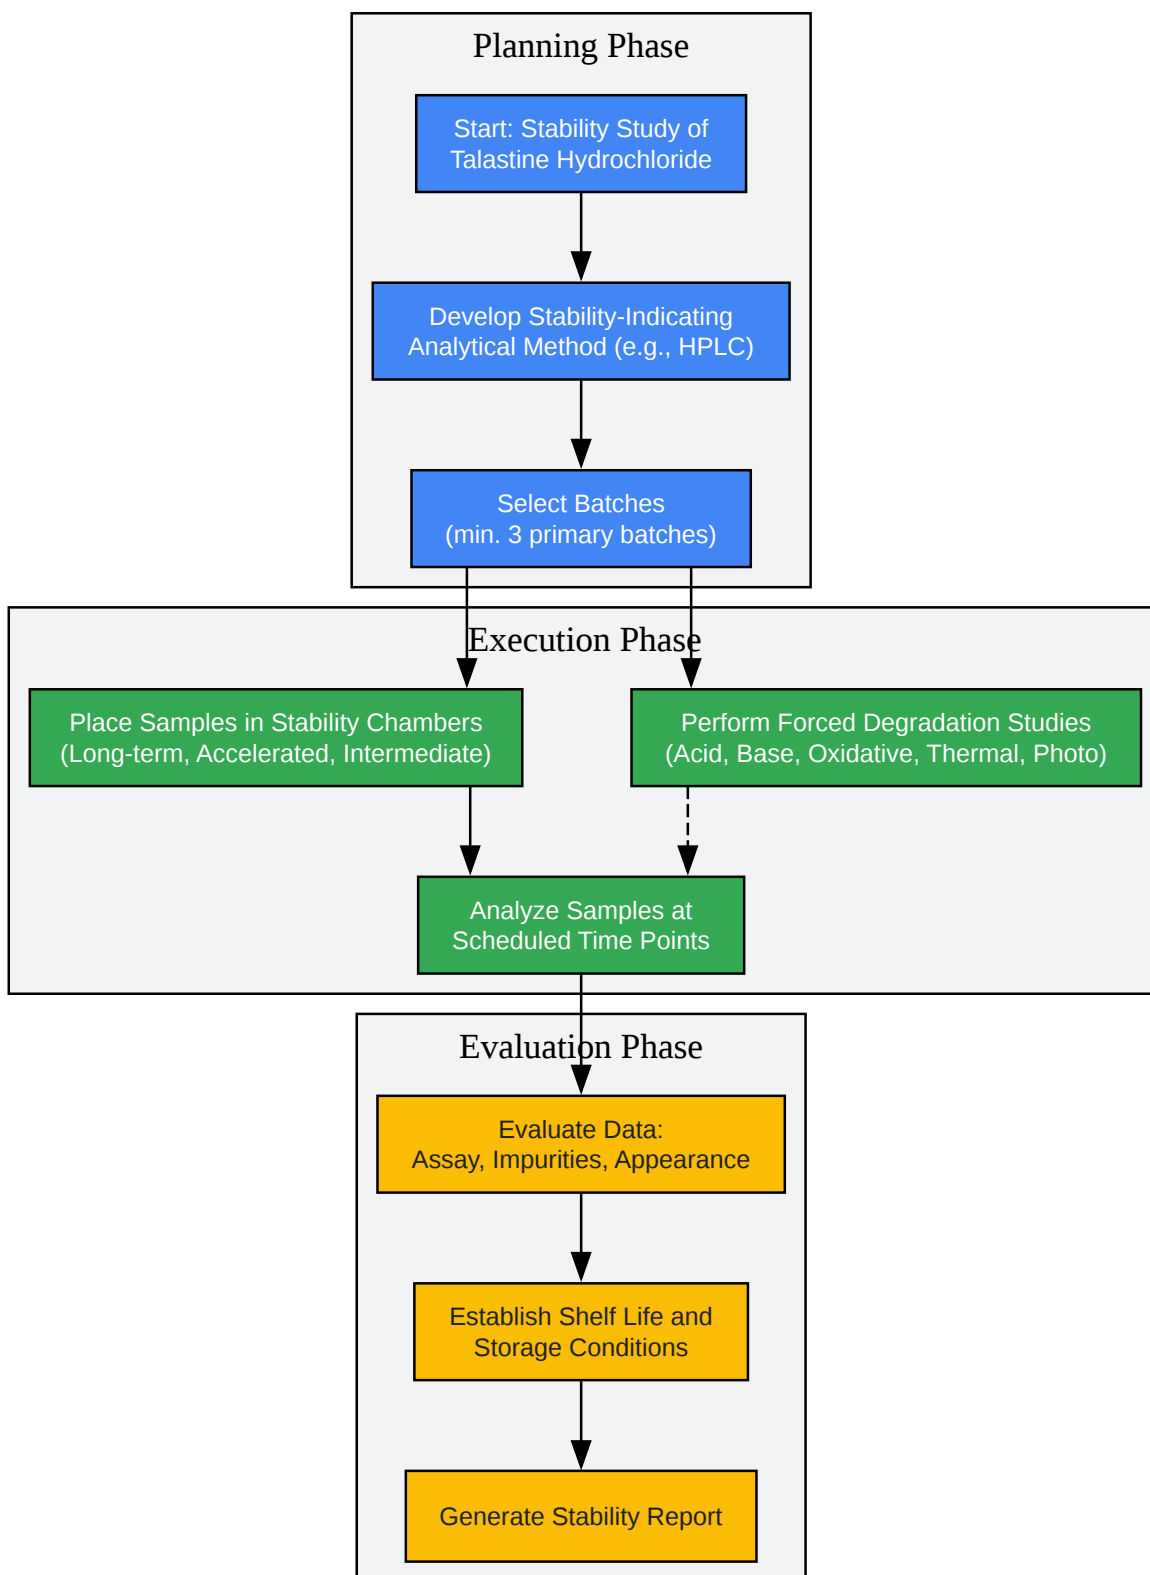 Planning Phase
Start: Stability Study of
Talastine Hydrochloride
Develop Stability-Indicating
Analytical Method (e.g., HPLC)
Select Batches
(min. 3 primary batches)
Execution Phase
Place Samples in Stability Chambers
(Long-term, Accelerated, Intermediate)
Perform Forced Degradation Studies
(Acid, Base, Oxidative, Thermal, Photo)
Analyze Samples at
Scheduled Time Points
Evaluation Phase
Evaluate Data:
Assay, Impurities, Appearance
Establish Shelf Life and
Storage Conditions
Generate Stability Report